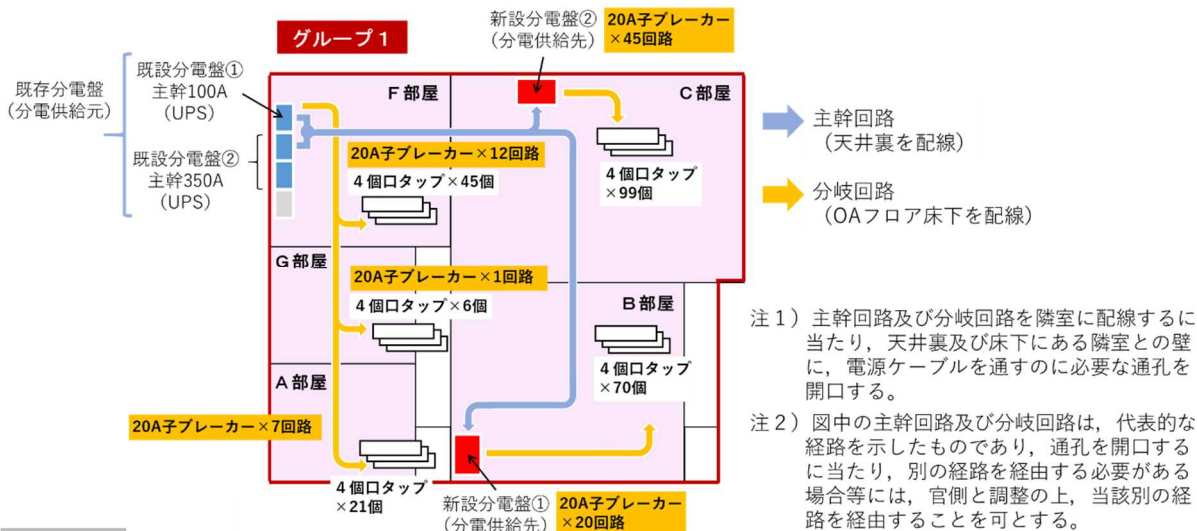 グループ１
新設分電盤②
（分電供給先）
20A子ブレーカー
×45回路
既存分電盤
（分電供給元）
既設分電盤①
主幹100A
（UPS）
既設分電盤②
主幹350A
（UPS）
Ｆ部屋
20A子ブレーカー×12回路
４個口タップ×45個
Ｃ部屋
４個口タップ
×99個
Ｇ部屋
20A子ブレーカー×1回路
４個口タップ×6個
Ｂ部屋
４個口タップ
×70個
Ａ部屋
20A子ブレーカー×7回路
４個口タップ
×21個
新設分電盤①
（分電供給先）
20A子ブレーカー
×20回路
主幹回路
（天井裏を配線）
分岐回路
（OAフロア床下を配線）
注１）主幹回路及び分岐回路を隣室に配線するに
当たり，天井裏及び床下にある隣室との壁
に，電源ケーブルを通すのに必要な通孔を
開口する。
注２）図中の主幹回路及び分岐回路は，代表的な
経路を示したものであり，通孔を開口する
に当たり，別の経路を経由する必要がある
場合等には，官側と調整の上，当該別の経
路を経由することを可とする。